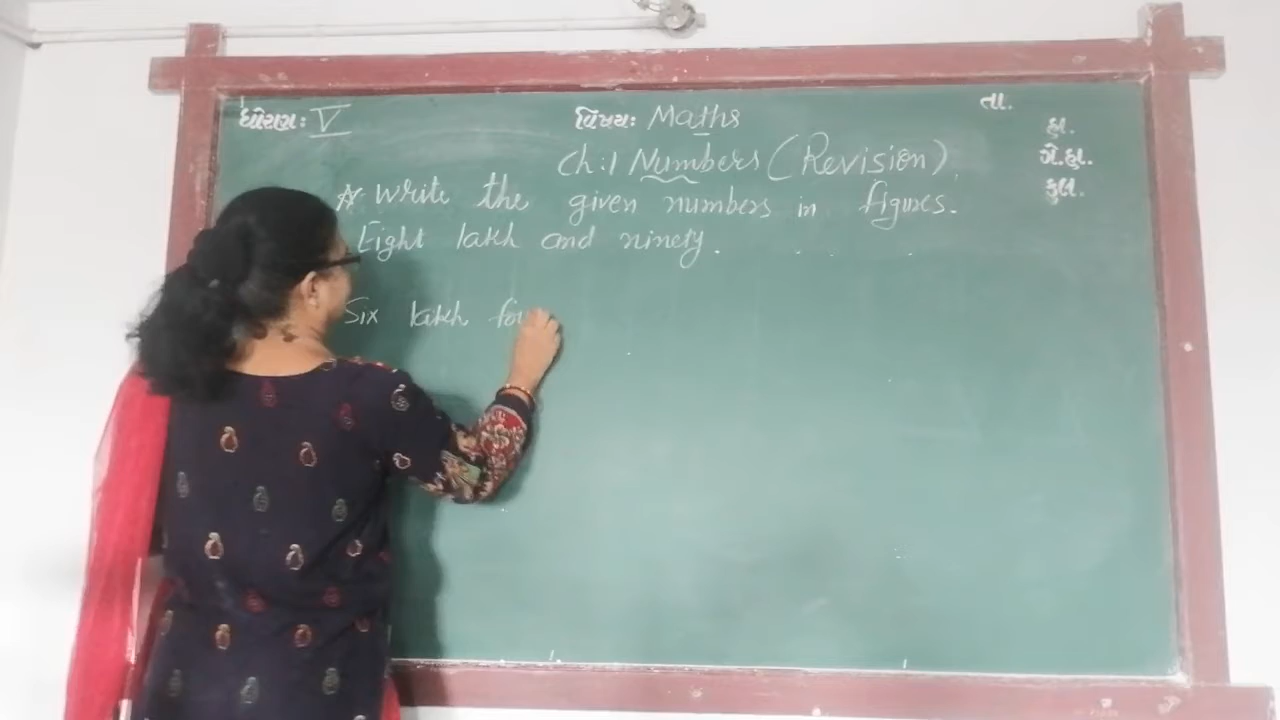 ધોરણ: V
વિષય: Maths
તા.
હા.
ગે.હા.
કુલ.
Ch:1 Numbers (Revision).
☆ Write the given numbers in figures.
Eight lakh and ninety.
Six lakh fou